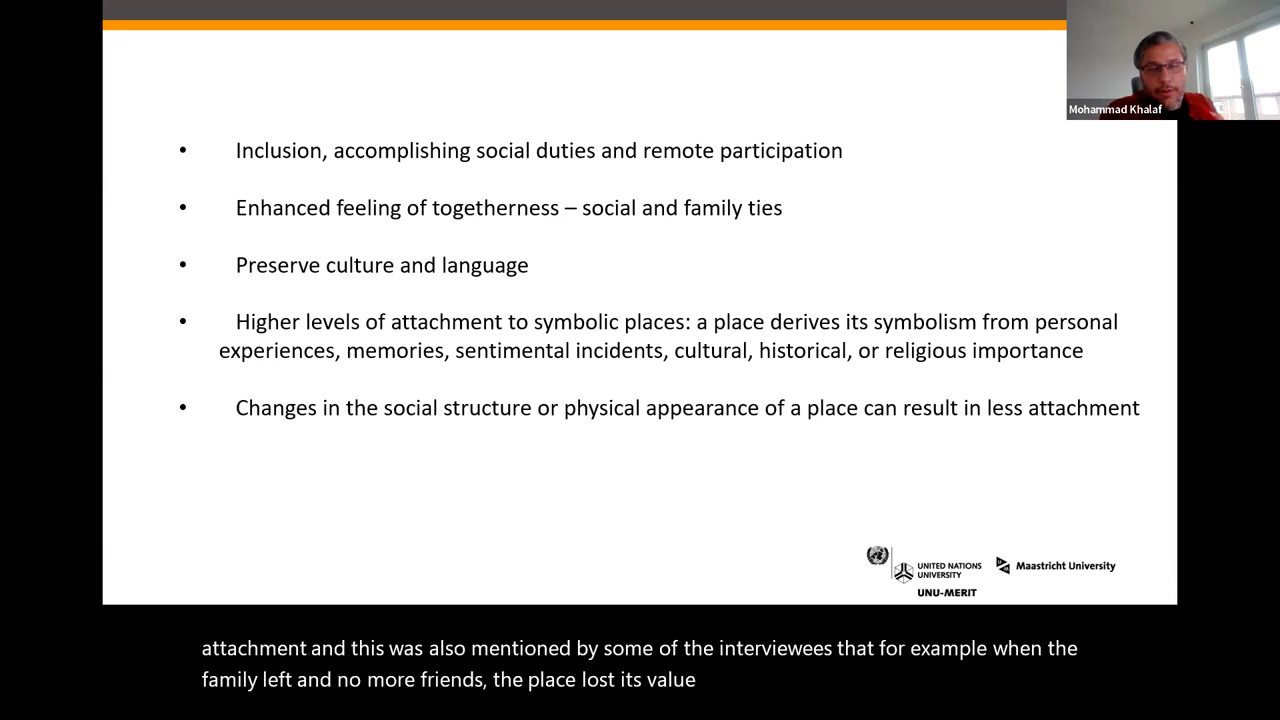 Mohammad Khalaf
• Inclusion, accomplishing social duties and remote participation
• Enhanced feeling of togetherness – social and family ties
• Preserve culture and language
• Higher levels of attachment to symbolic places: a place derives its symbolism from personal
experiences, memories, sentimental incidents, cultural, historical, or religious importance
• Changes in the social structure or physical appearance of a place can result in less attachment
UNITED NATIONS
UNIVERSITY
UNU-MERIT
Maastricht University
attachment and this was also mentioned by some of the interviewees that for example when the
family left and no more friends, the place lost its value